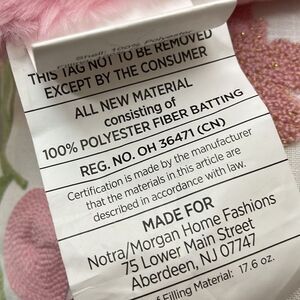 Shell: 100% Polyester
THIS TAG NOT TO BE REMOVED
EXCEPT BY THE CONSUMER
ALL NEW MATERIAL
consisting of
100% POLYESTER FIBER BATTING
REG. NO. OH 36471 (CN)
Certification is made by the manufacturer
that the materials in this article are
described in accordance with law.
MADE FOR
Notra/Morgan Home Fashions
75 Lower Main Street
Aberdeen, NJ 07747
Filling Material: 17.6 oz.